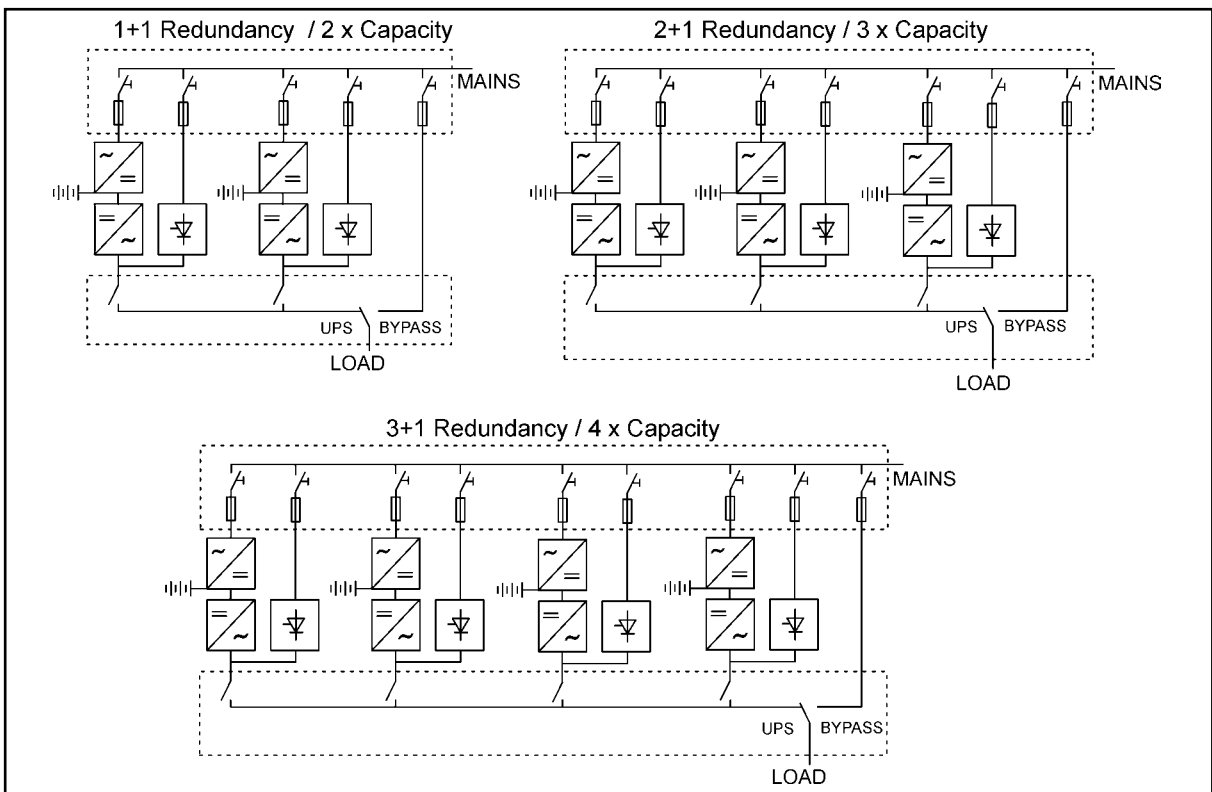 1+1 Redundancy / 2 x Capacity
MAINS
UPS BYPASS
LOAD
2+1 Redundancy / 3 x Capacity
MAINS
UPS BYPASS
LOAD
3+1 Redundancy / 4 x Capacity
MAINS
UPS BYPASS
LOAD